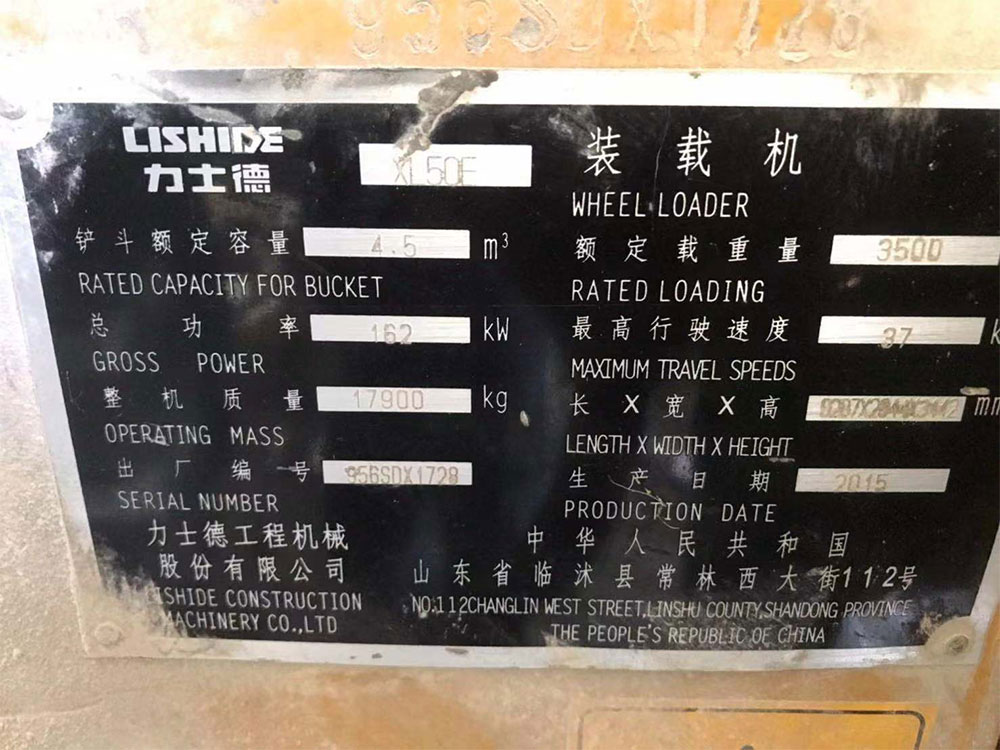 956SDX1728
LISHIDE
力士德
XL50F
装载机
WHEEL LOADER
铲斗额定容量 4.5 m³
RATED CAPACITY FOR BUCKET
额定载重量 3500
RATED LOADING
总功率 162 kW
GROSS POWER
最高行驶速度 37 k
MAXIMUM TRAVEL SPEEDS
整机质量 17900 kg
OPERATING MASS
长X宽X高 mm
LENGTH X WIDTH X HEIGHT
出厂编号 956SDX1728
SERIAL NUMBER
生产日期 2015
PRODUCTION DATE
力士德工程机械
股份有限公司
ISHIDE CONSTRUCTION
MACHINERY CO.,LTD
中华人民共和国
山东省临沭县常林西大街112号
NO:112CHANGLIN WEST STREET,LINSHU COUNTY,SHANDONG PROVINCE
THE PEOPLE'S REPUBLIC OF CHINA